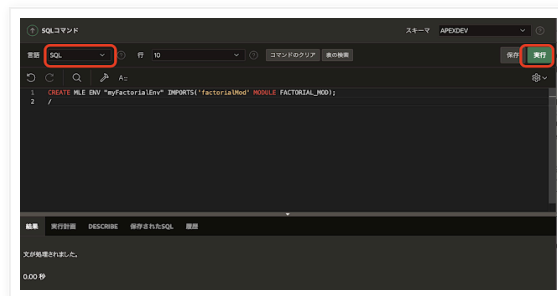 SQLコマンド スキーマ APEXDEV
言語 SQL 行 10 コマンドのクリア 表の検索 保存 実行
1 CREATE MLE ENV "myFactorialEnv" IMPORTS('factorialMod' MODULE FACTORIAL_MOD);
2 /
結果 実行計画 DESCRIBE 保存されたSQL 履歴
文が処理されました。
0.00 秒